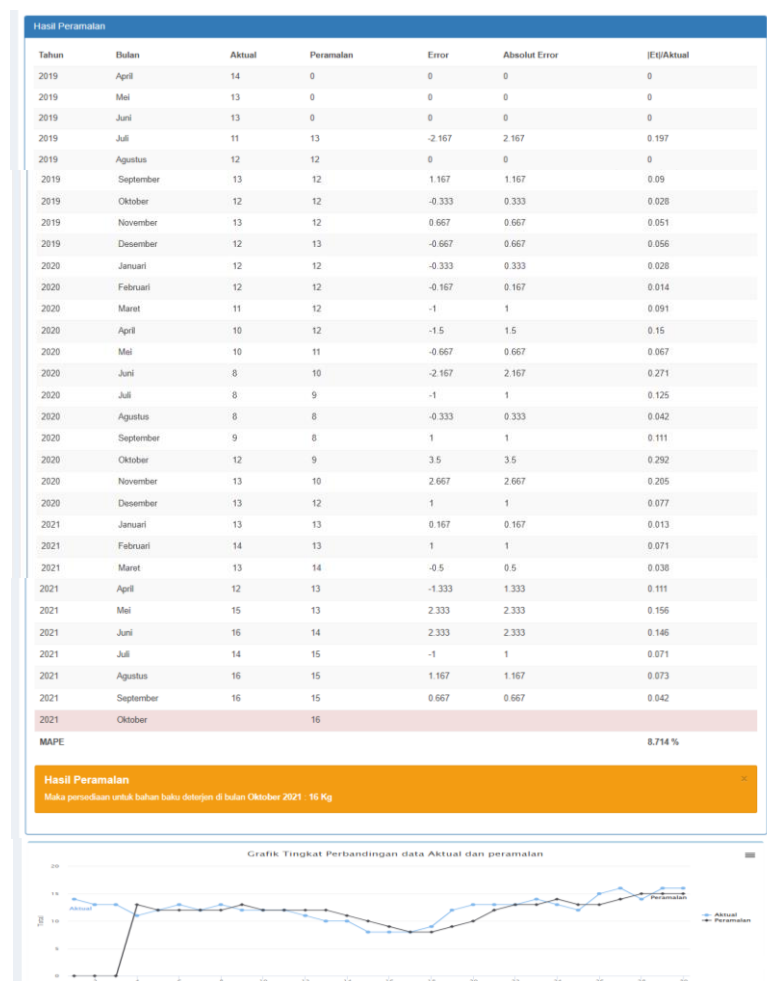 Hasil Peramalan
Tahun Bulan Aktual Peramalan Error Absolut Error |Et|/Aktual
2019 April 14 0 0 0 0
2019 Mei 13 0 0 0 0
2019 Juni 13 0 0 0 0
2019 Juli 11 13 -2.167 2.167 0.197
2019 Agustus 12 12 0 0 0
2019 September 13 12 1.167 1.167 0.09
2019 Oktober 12 12 -0.333 0.333 0.028
2019 November 13 12 0.667 0.667 0.051
2019 Desember 12 13 -0.667 0.667 0.056
2020 Januari 12 12 -0.333 0.333 0.028
2020 Februari 12 12 -0.167 0.167 0.014
2020 Maret 11 12 -1 1 0.091
2020 April 10 12 -1.5 1.5 0.15
2020 Mei 10 11 -0.667 0.667 0.067
2020 Juni 8 10 -2.167 2.167 0.271
2020 Juli 8 9 -1 1 0.125
2020 Agustus 8 8 -0.333 0.333 0.042
2020 September 9 8 1 1 0.111
2020 Oktober 12 9 3.5 3.5 0.292
2020 November 13 10 2.667 2.667 0.205
2020 Desember 13 12 1 1 0.077
2021 Januari 13 13 0.167 0.167 0.013
2021 Februari 14 13 1 1 0.071
2021 Maret 13 14 -0.5 0.5 0.038
2021 April 12 13 -1.333 1.333 0.111
2021 Mei 15 13 2.333 2.333 0.156
2021 Juni 16 14 2.333 2.333 0.146
2021 Juli 14 15 -1 1 0.071
2021 Agustus 16 15 1.167 1.167 0.073
2021 September 16 15 0.667 0.667 0.042
2021 Oktober 16
MAPE 8.714 %
Hasil Peramalan ×
Maka persediaan untuk bahan baku deterjen di bulan Oktober 2021 : 16 Kg
Grafik Tingkat Perbandingan data Aktual dan peramalan
20
15
10
5
0
Total
Aktual
Peramalan
Aktual
Peramalan